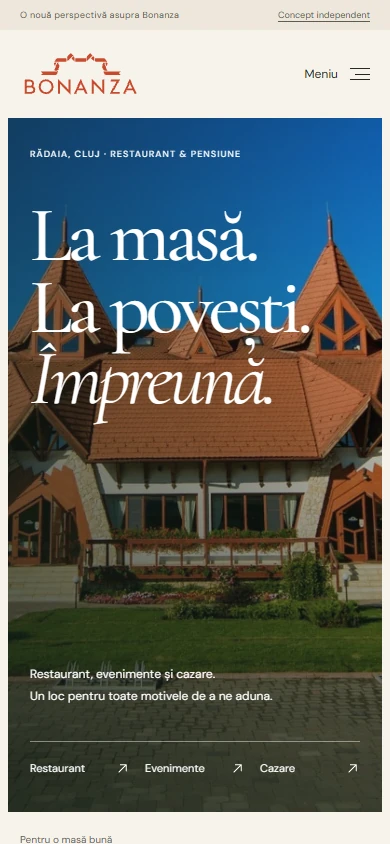 O nouă perspectivă asupra Bonanza
Concept independent
BONANZA
Meniu
RĂDAIA, CLUJ · RESTAURANT & PENSIUNE
La masă.
La povești.
Împreună.
Restaurant, evenimente și cazare.
Un loc pentru toate motivele de a ne aduna.
Restaurant
Evenimente
Cazare
Pentru o masă bună